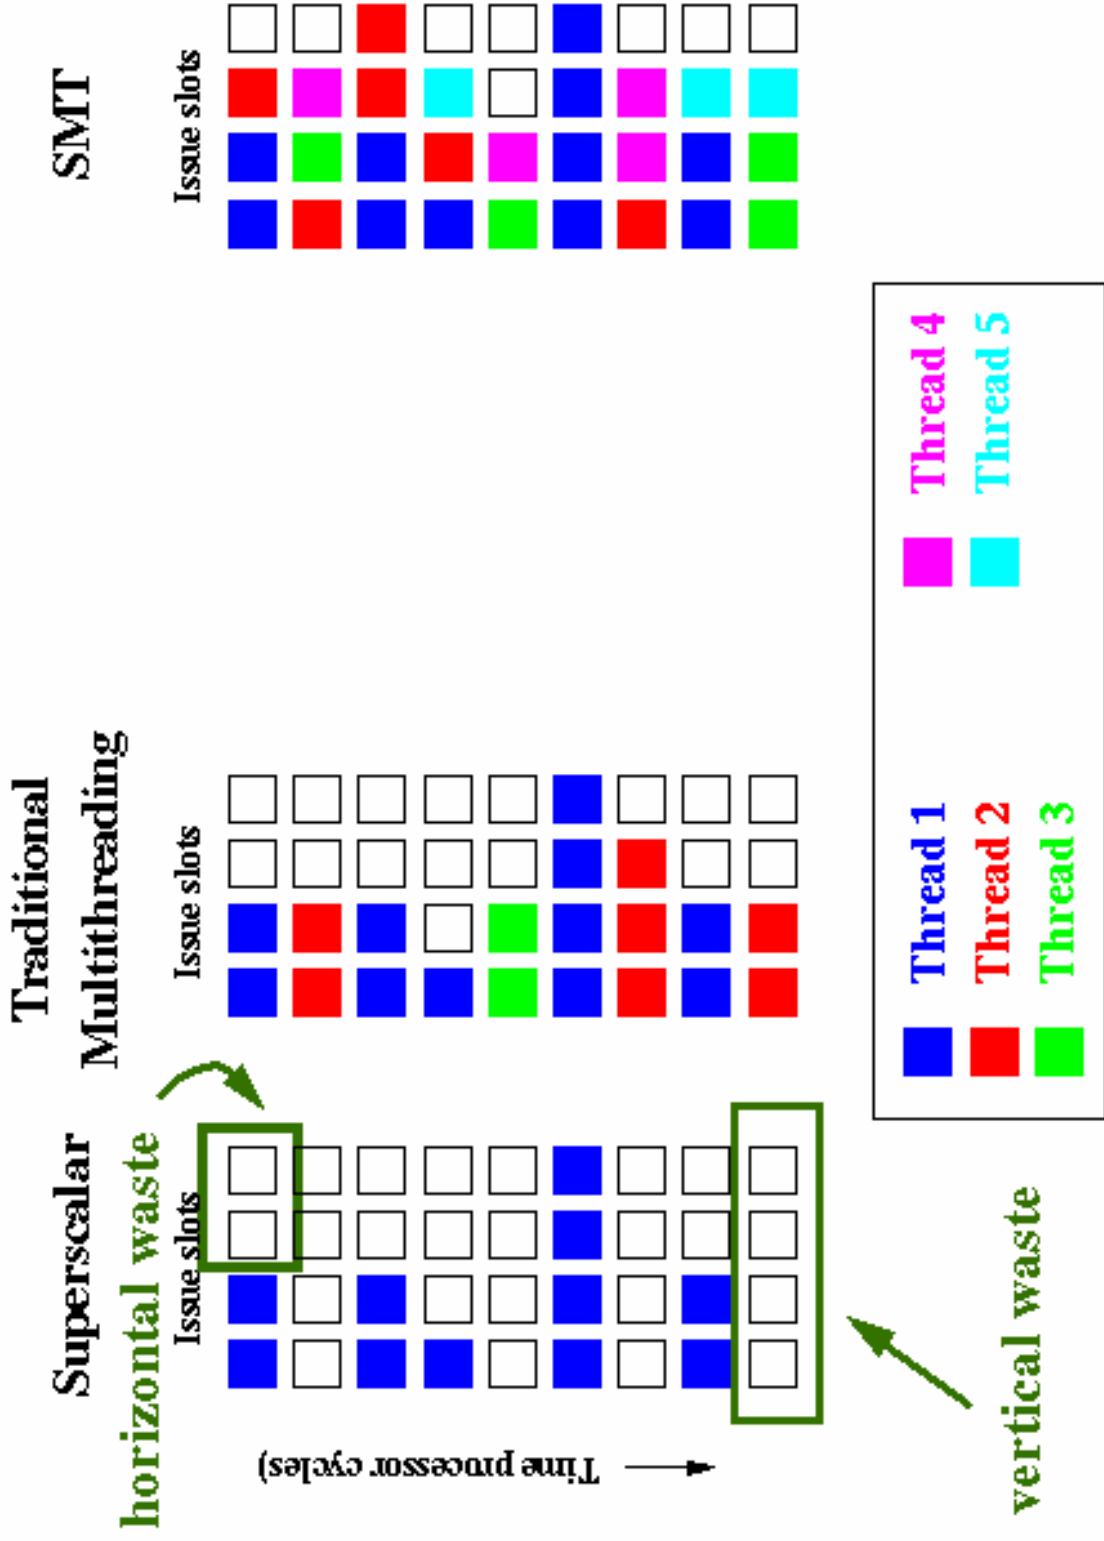 Superscalar
horizontal waste
Issue slots
Traditional
Multithreading
Issue slots
SMT
Issue slots
Time processor cycles)
vertical waste
Thread 1
Thread 2
Thread 3
Thread 4
Thread 5